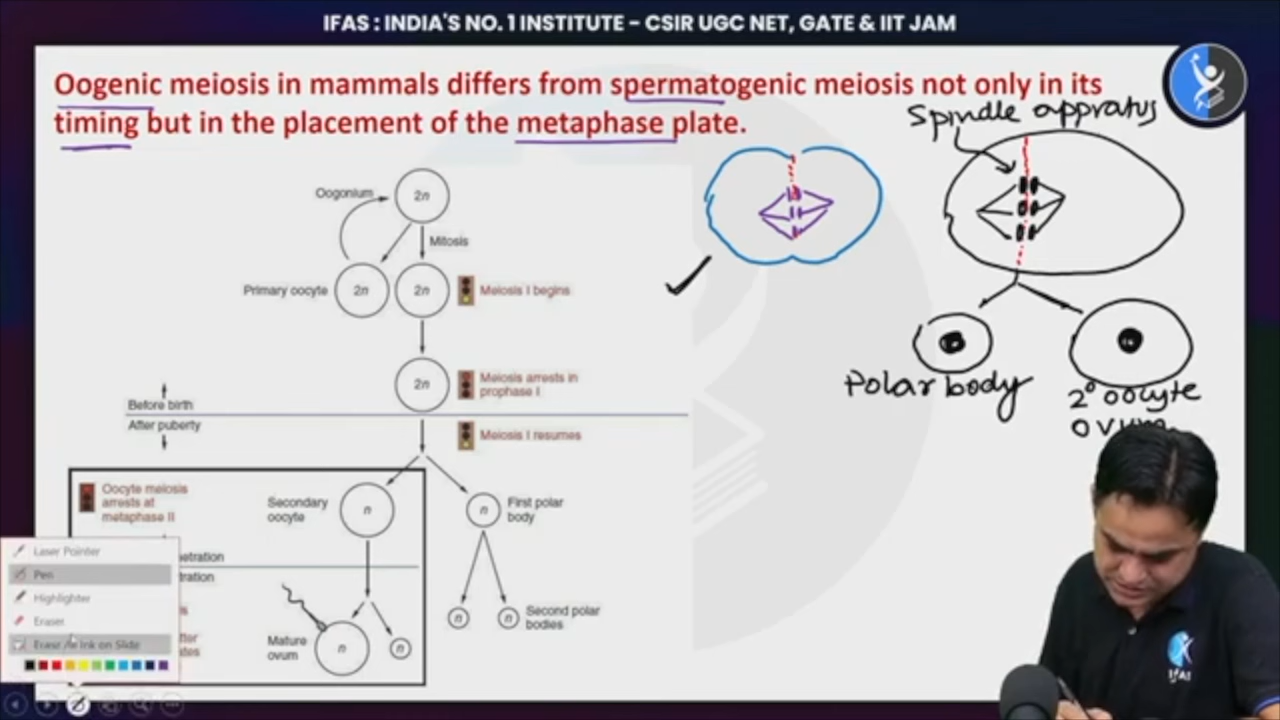 IFAS : INDIA'S NO. 1 INSTITUTE – CSIR UGC NET, GATE & IIT JAM
Oogenic meiosis in mammals differs from spermatogenic meiosis not only in its
timing but in the placement of the metaphase plate.
Spindle appratus
Oogonium
2n
Mitosis
Primary oocyte
2n
2n
Meiosis I begins
2n
Meiosis arrests in
prophase I
Before birth
After puberty
Meiosis I resumes
Polar body
2° oocyte
ovum
Oocyte meiosis
arrests at
metaphase II
Secondary
oocyte
n
n
First polar
body
n
n
Second polar
bodies
Mature
ovum
n
n
Laser Pointer
Pen
Highlighter
Eraser
Erase All Ink on Slide